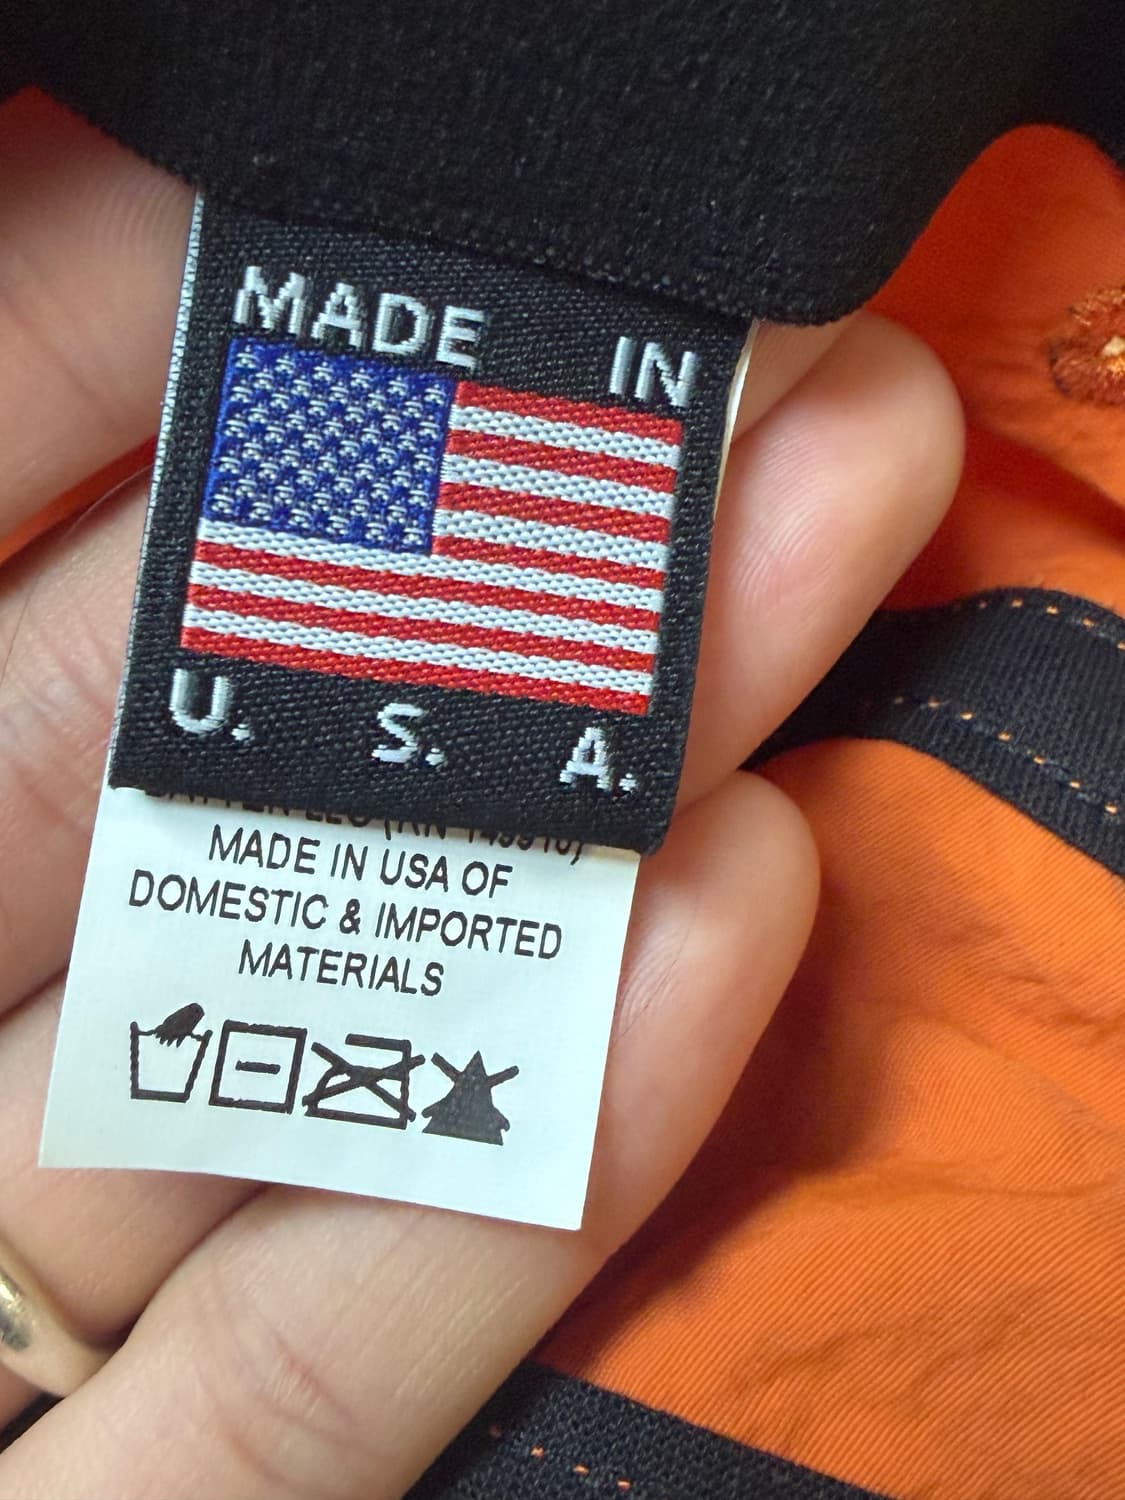 MADE IN
U. S. A.
MADE IN USA OF
DOMESTIC & IMPORTED
MATERIALS